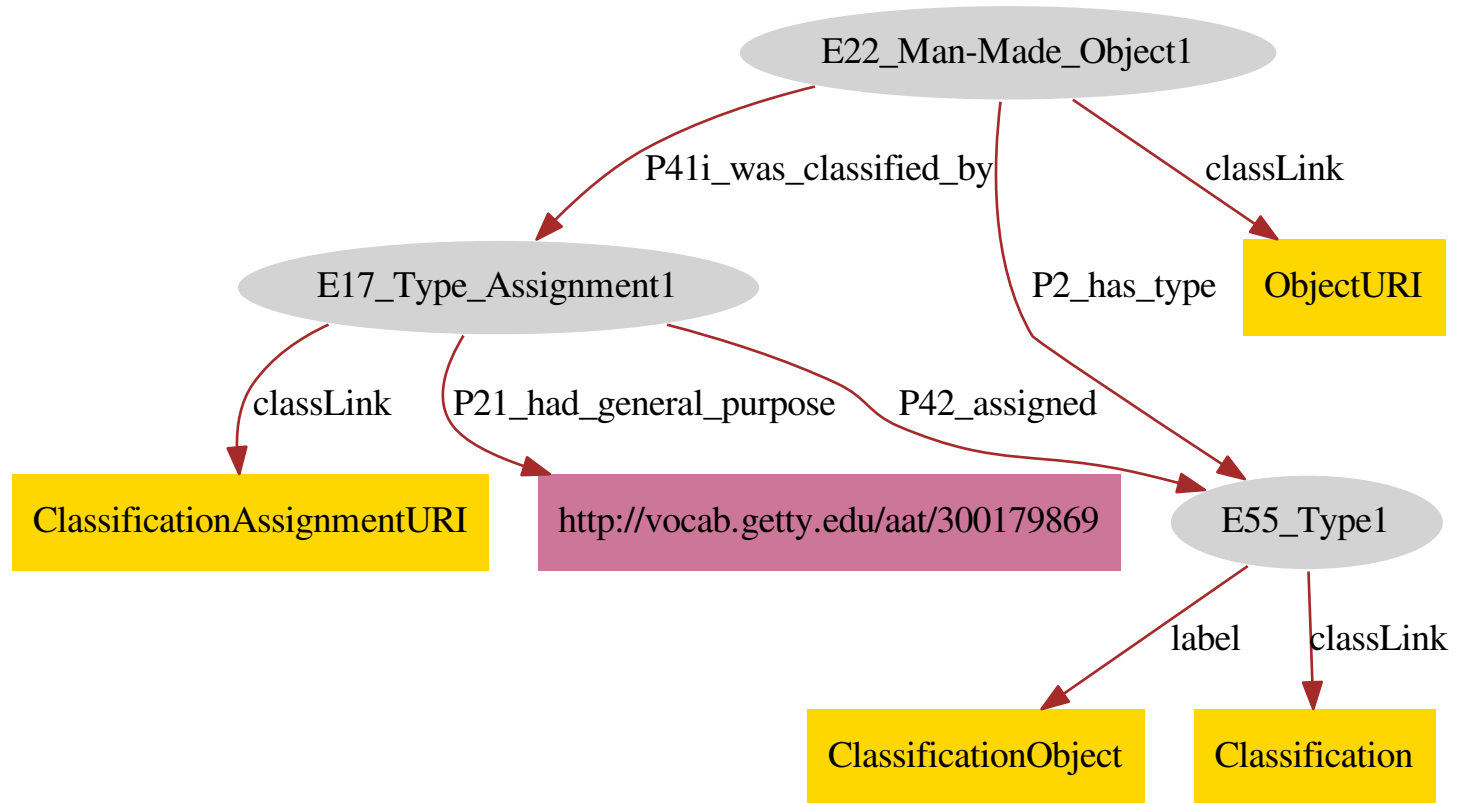 E22_Man-Made_Object1
P41i_was_classified_by
classLink
E17_Type_Assignment1
P2_has_type
ObjectURI
classLink
P21_had_general_purpose
P42_assigned
ClassificationAssignmentURI
http://vocab.getty.edu/aat/300179869
E55_Type1
label
classLink
ClassificationObject
Classification